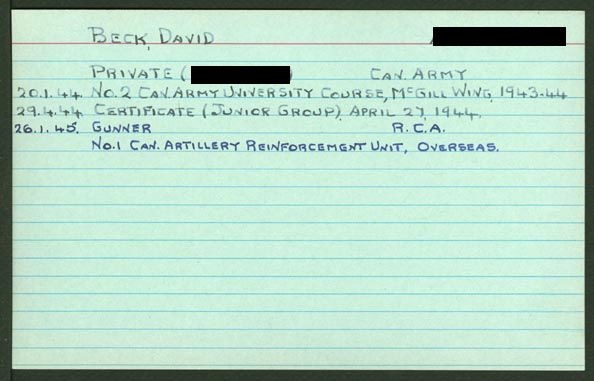 BECK, DAVID
PRIVATE ( ) CAN. ARMY
20.1.44. NO. 2 CAN. ARMY UNIVERSITY COURSE, MCGILL WING, 1943-44
29.4.44. CERTIFICATE (JUNIOR GROUP), APRIL 27, 1944.
26.1.45. GUNNER R.C.A.
NO.1 CAN. ARTILLERY REINFORCEMENT UNIT, OVERSEAS.